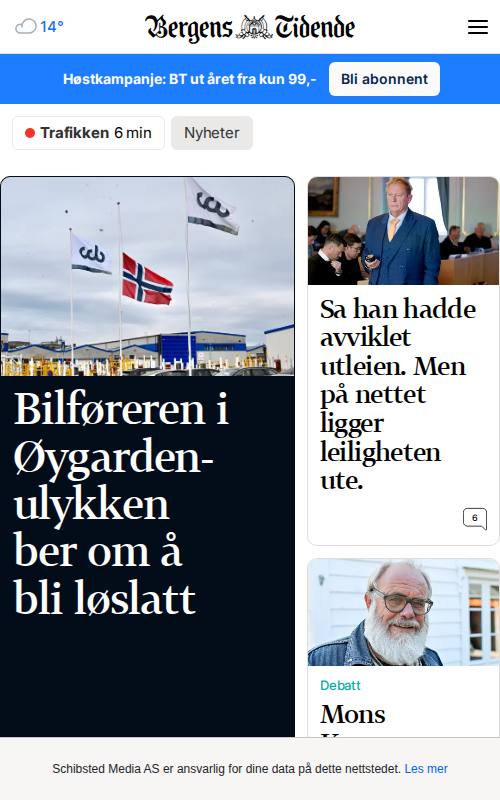 14°
Bergens Tidende
Høstkampanje: BT ut året fra kun 99,-
Bli abonnent
Trafikken 6 min
Nyheter
Bilføreren i
Øygarden-
ulykken
ber om å
bli løslatt
Sa han hadde
avviklet
utleien. Men
på nettet
ligger
leiligheten
ute.
6
Debatt
Mons
Schibsted Media AS er ansvarlig for dine data på dette nettstedet. Les mer